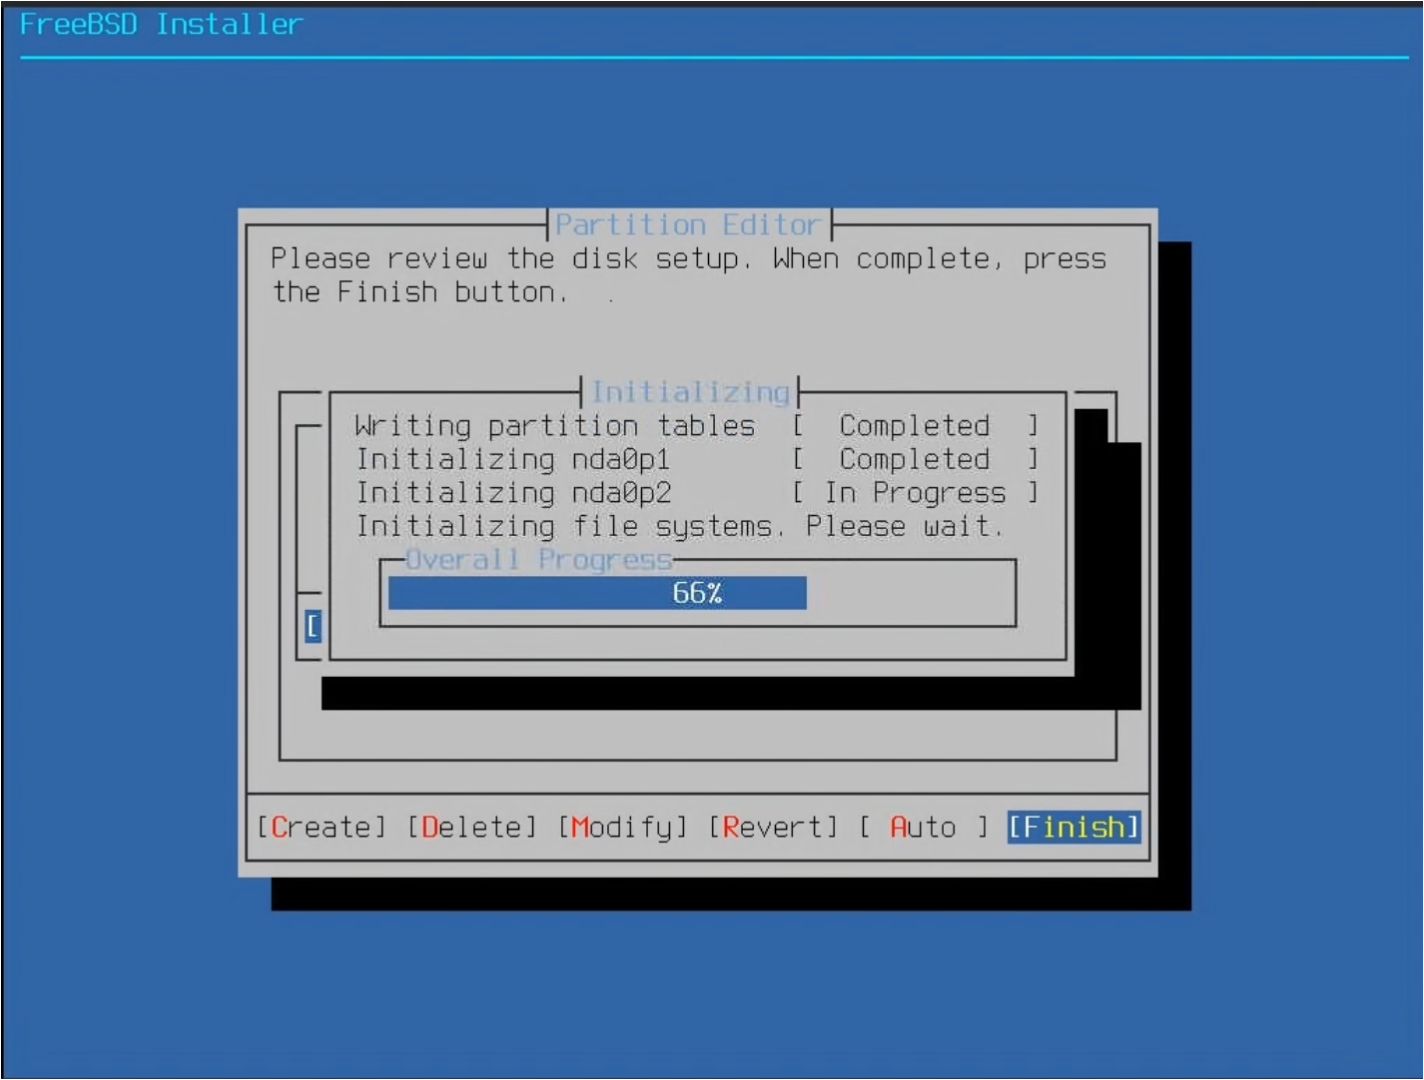 FreeBSD Installer
Partition Editor
Please review the disk setup. When complete, press
the Finish button.
Initializing
Writing partition tables [ Completed ]
Initializing nda0p1 [ Completed ]
Initializing nda0p2 [ In Progress ]
Initializing file systems. Please wait.
Overall Progress
66%
[
[Create] [Delete] [Modify] [Revert] [ Auto ] [Finish]